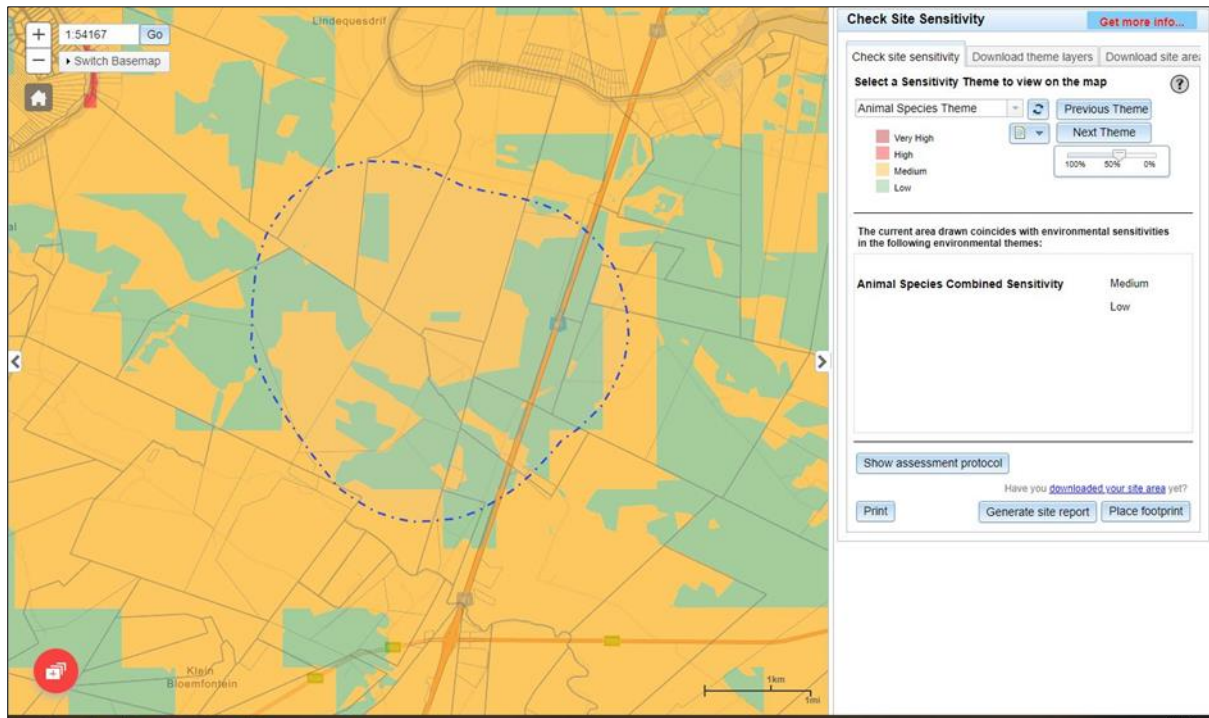 Lindequesdrif
+
1:54167
Go
−
Switch Basemap
al
Klein
Bloemfontein
4
1km
1mi
Check Site Sensitivity
Get more info...
Check site sensitivity
Download theme layers
Download site area
Select a Sensitivity Theme to view on the map
?
Animal Species Theme
Previous Theme
Next Theme
Very High
High
Medium
Low
100% 50% 0%
The current area drawn coincides with environmental sensitivities
in the following environmental themes:
Animal Species Combined Sensitivity
Medium
Low
Show assessment protocol
Have you downloaded your site area yet?
Print
Generate site report
Place footprint